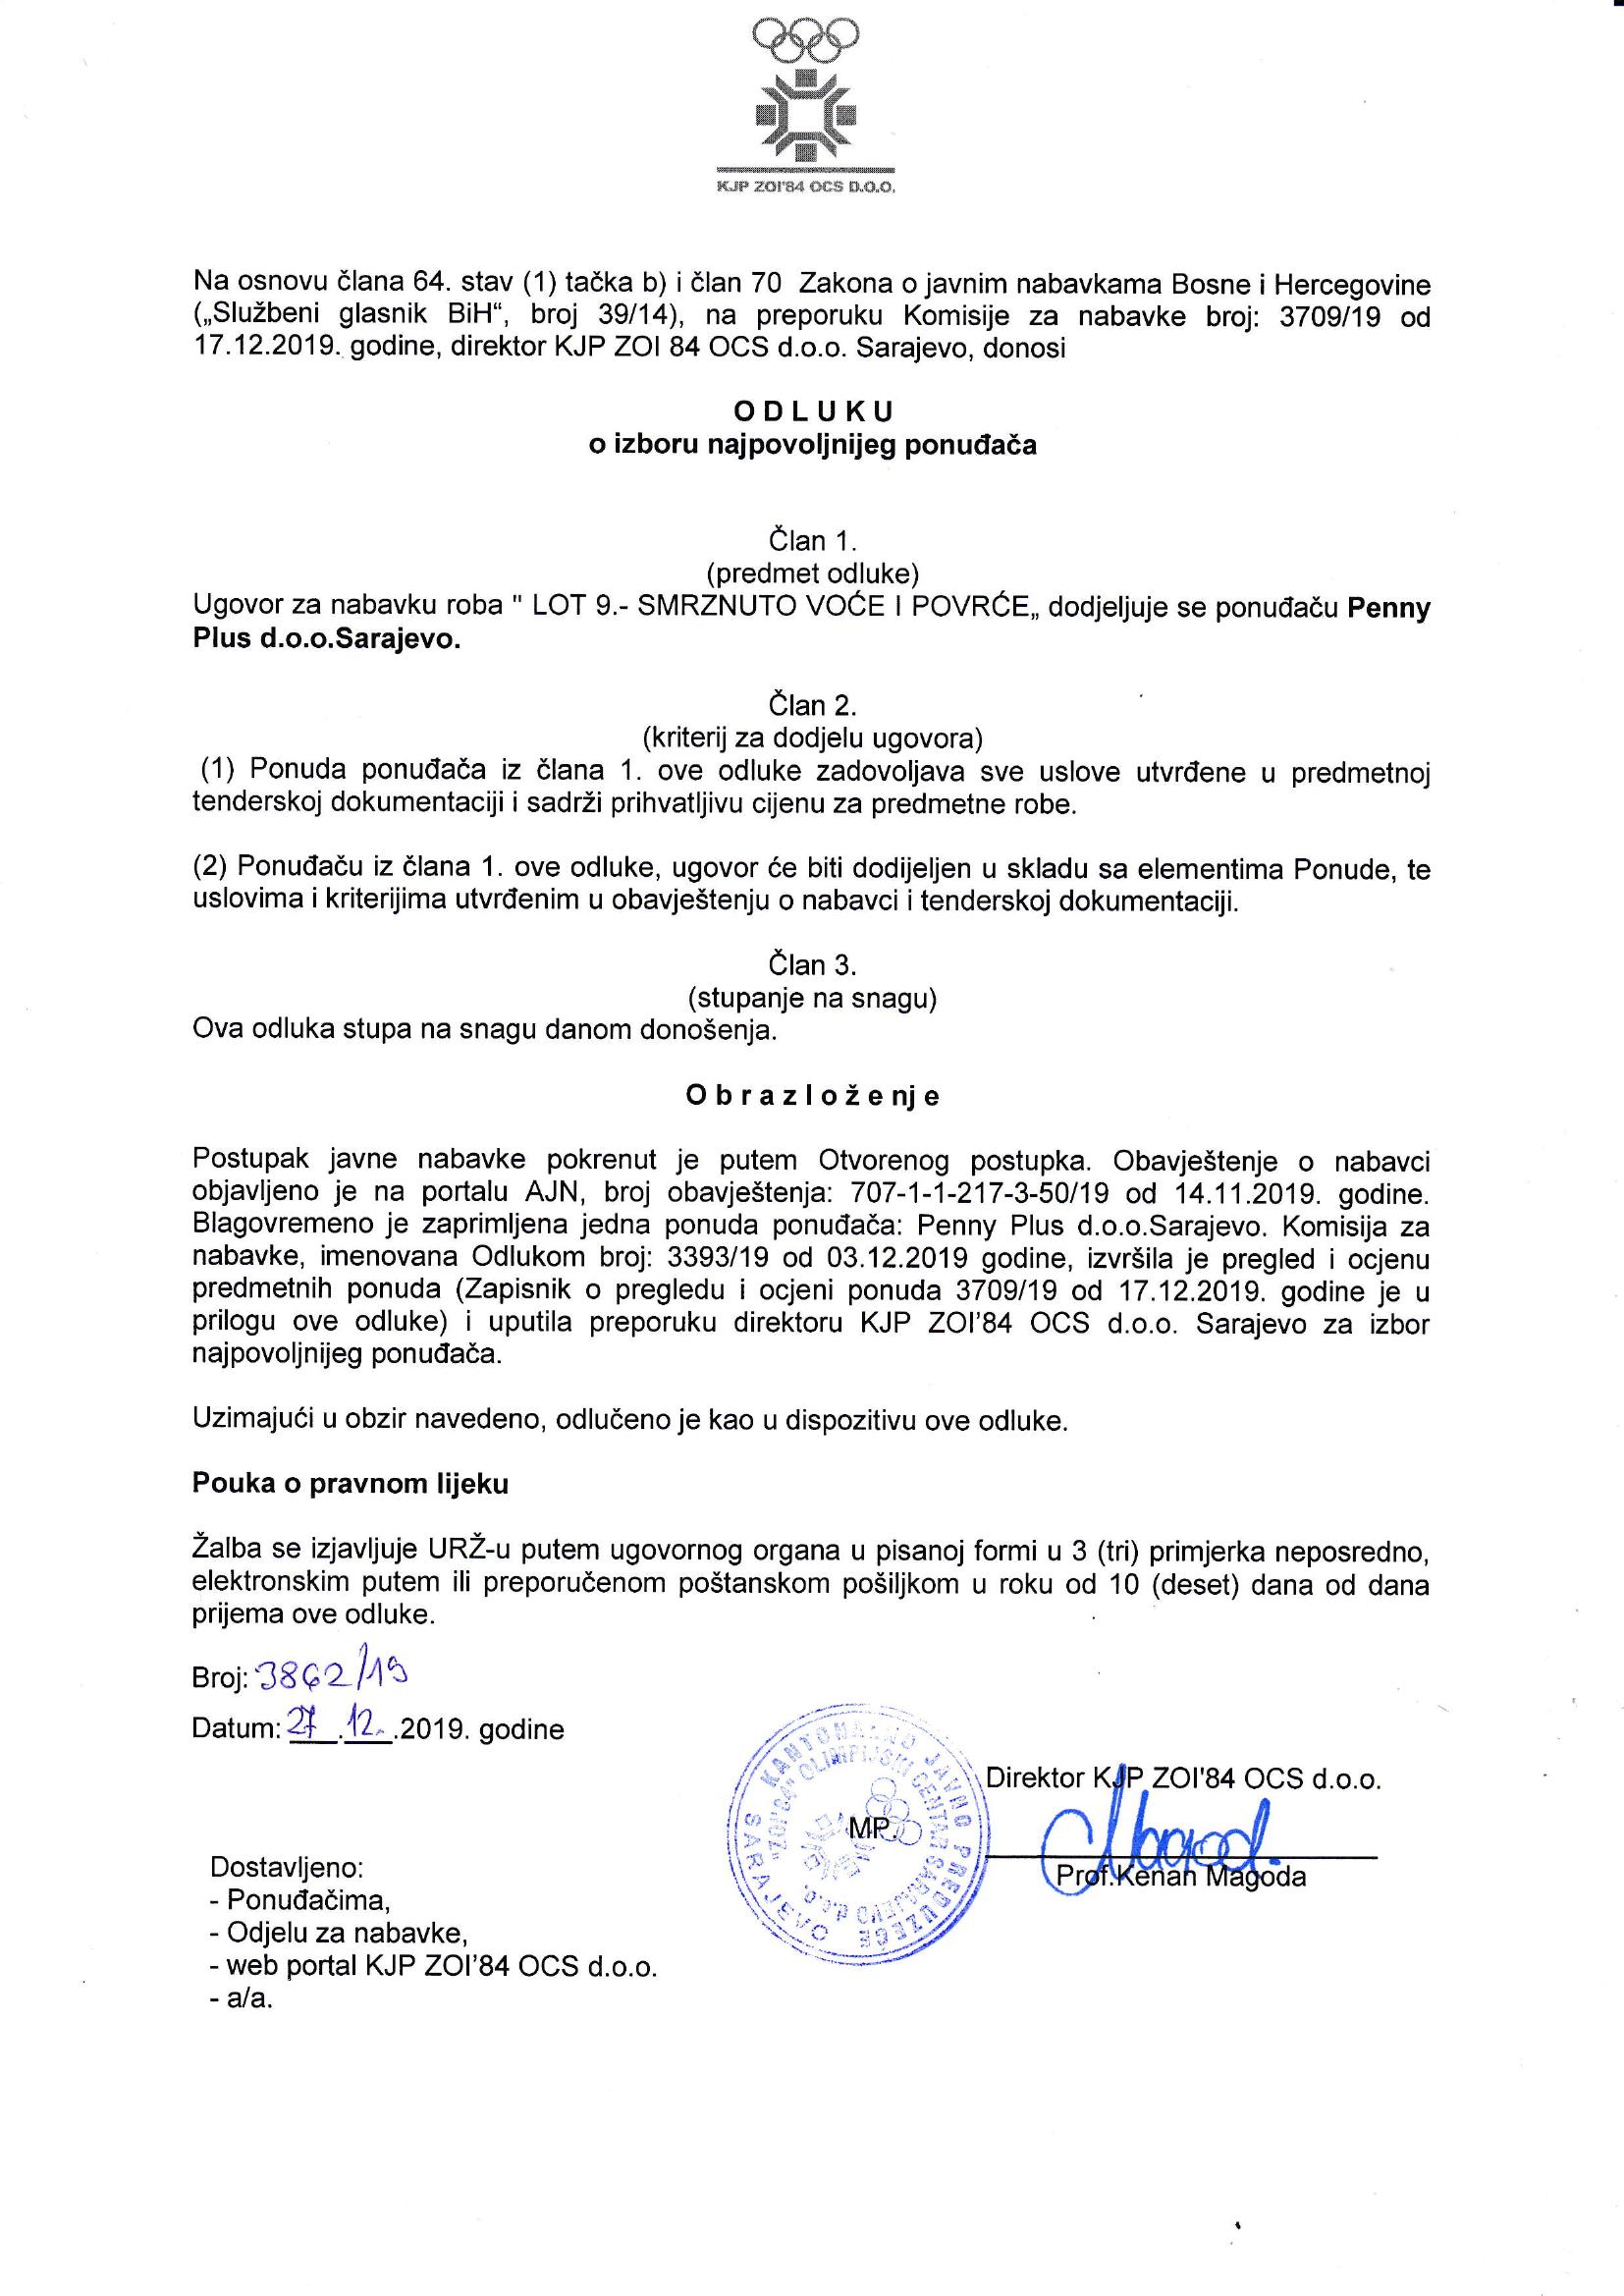 KJP ZOI'84 OCS D.O.O.
Na osnovu člana 64. stav (1) tačka b) i član 70 Zakona o javnim nabavkama Bosne i Hercegovine
(„Službeni glasnik BiH“, broj 39/14), na preporuku Komisije za nabavke broj: 3709/19 od
17.12.2019. godine, direktor KJP ZOI 84 OCS d.o.o. Sarajevo, donosi
O D L U K U
o izboru najpovoljnijeg ponuđača
Član 1.
(predmet odluke)
Ugovor za nabavku roba " LOT 9.- SMRZNUTO VOĆE I POVRĆE„ dodjeljuje se ponuđaču Penny
Plus d.o.o.Sarajevo.
Član 2.
(kriterij za dodjelu ugovora)
(1) Ponuda ponuđača iz člana 1. ove odluke zadovoljava sve uslove utvrđene u predmetnoj
tenderskoj dokumentaciji i sadrži prihvatljivu cijenu za predmetne robe.
(2) Ponuđaču iz člana 1. ove odluke, ugovor će biti dodijeljen u skladu sa elementima Ponude, te
uslovima i kriterijima utvrđenim u obavještenju o nabavci i tenderskoj dokumentaciji.
Član 3.
(stupanje na snagu)
Ova odluka stupa na snagu danom donošenja.
O b r a z l o ž e nj e
Postupak javne nabavke pokrenut je putem Otvorenog postupka. Obavještenje o nabavci
objavljeno je na portalu AJN, broj obavještenja: 707-1-1-217-3-50/19 od 14.11.2019. godine.
Blagovremeno je zaprimljena jedna ponuda ponuđača: Penny Plus d.o.o.Sarajevo. Komisija za
nabavke, imenovana Odlukom broj: 3393/19 od 03.12.2019 godine, izvršila je pregled i ocjenu
predmetnih ponuda (Zapisnik o pregledu i ocjeni ponuda 3709/19 od 17.12.2019. godine je u
prilogu ove odluke) i uputila preporuku direktoru KJP ZOI’84 OCS d.o.o. Sarajevo za izbor
najpovoljnijeg ponuđača.
Uzimajući u obzir navedeno, odlučeno je kao u dispozitivu ove odluke.
Pouka o pravnom lijeku
Žalba se izjavljuje URŽ-u putem ugovornog organa u pisanoj formi u 3 (tri) primjerka neposredno,
elektronskim putem ili preporučenom poštanskom pošiljkom u roku od 10 (deset) dana od dana
prijema ove odluke.
Broj: 3862/19
Datum: 27.12..2019. godine
KANTONALNO JAVNO PREDUZEĆE
"ZOI'84" OLIMPIJSKI CENTAR SARAJEVO d.o.o.
SARAJEVO
MP.
Direktor KJP ZOI'84 OCS d.o.o.
Prof.Kenan Magoda
Dostavljeno:
- Ponuđačima,
- Odjelu za nabavke,
- web portal KJP ZOI’84 OCS d.o.o.
- a/a.